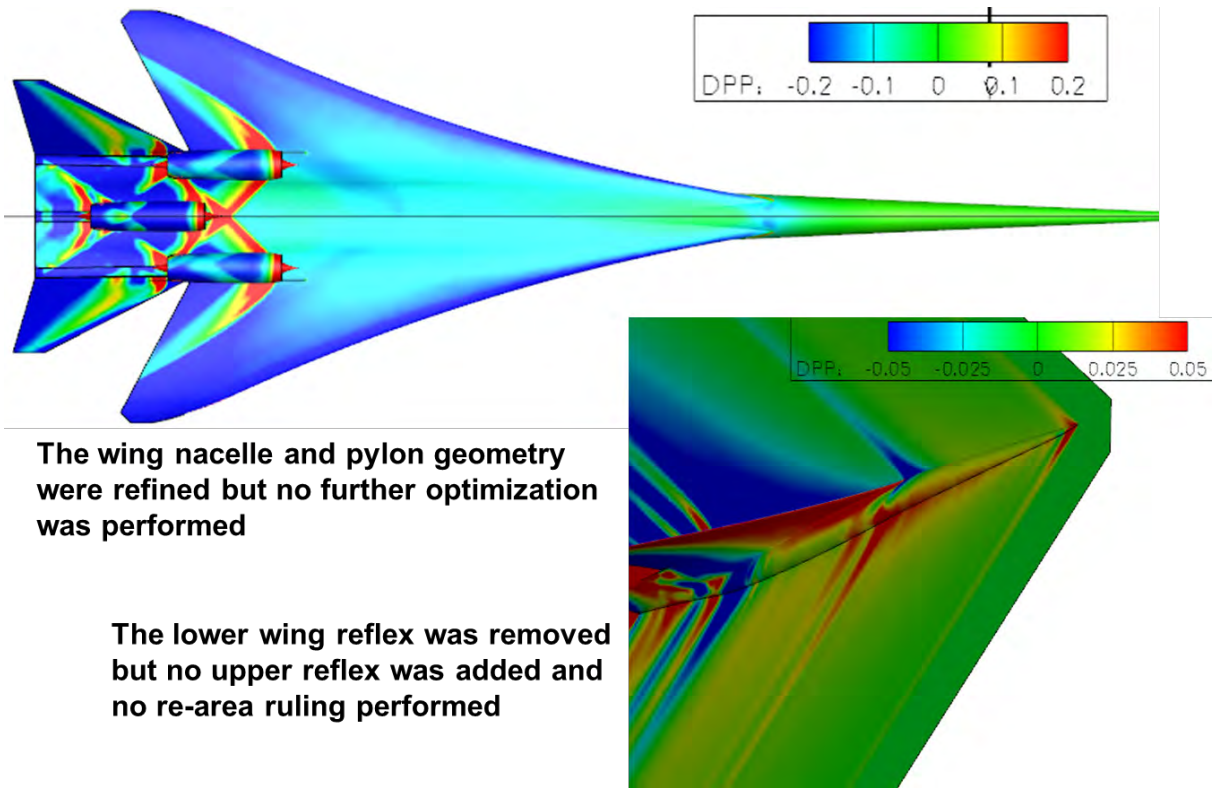 DPP: -0.2 -0.1 0 0.1 0.2
DPP: -0.05 -0.025 0 0.025 0.05
The wing nacelle and pylon geometry
were refined but no further optimization
was performed
The lower wing reflex was removed
but no upper reflex was added and
no re-area ruling performed